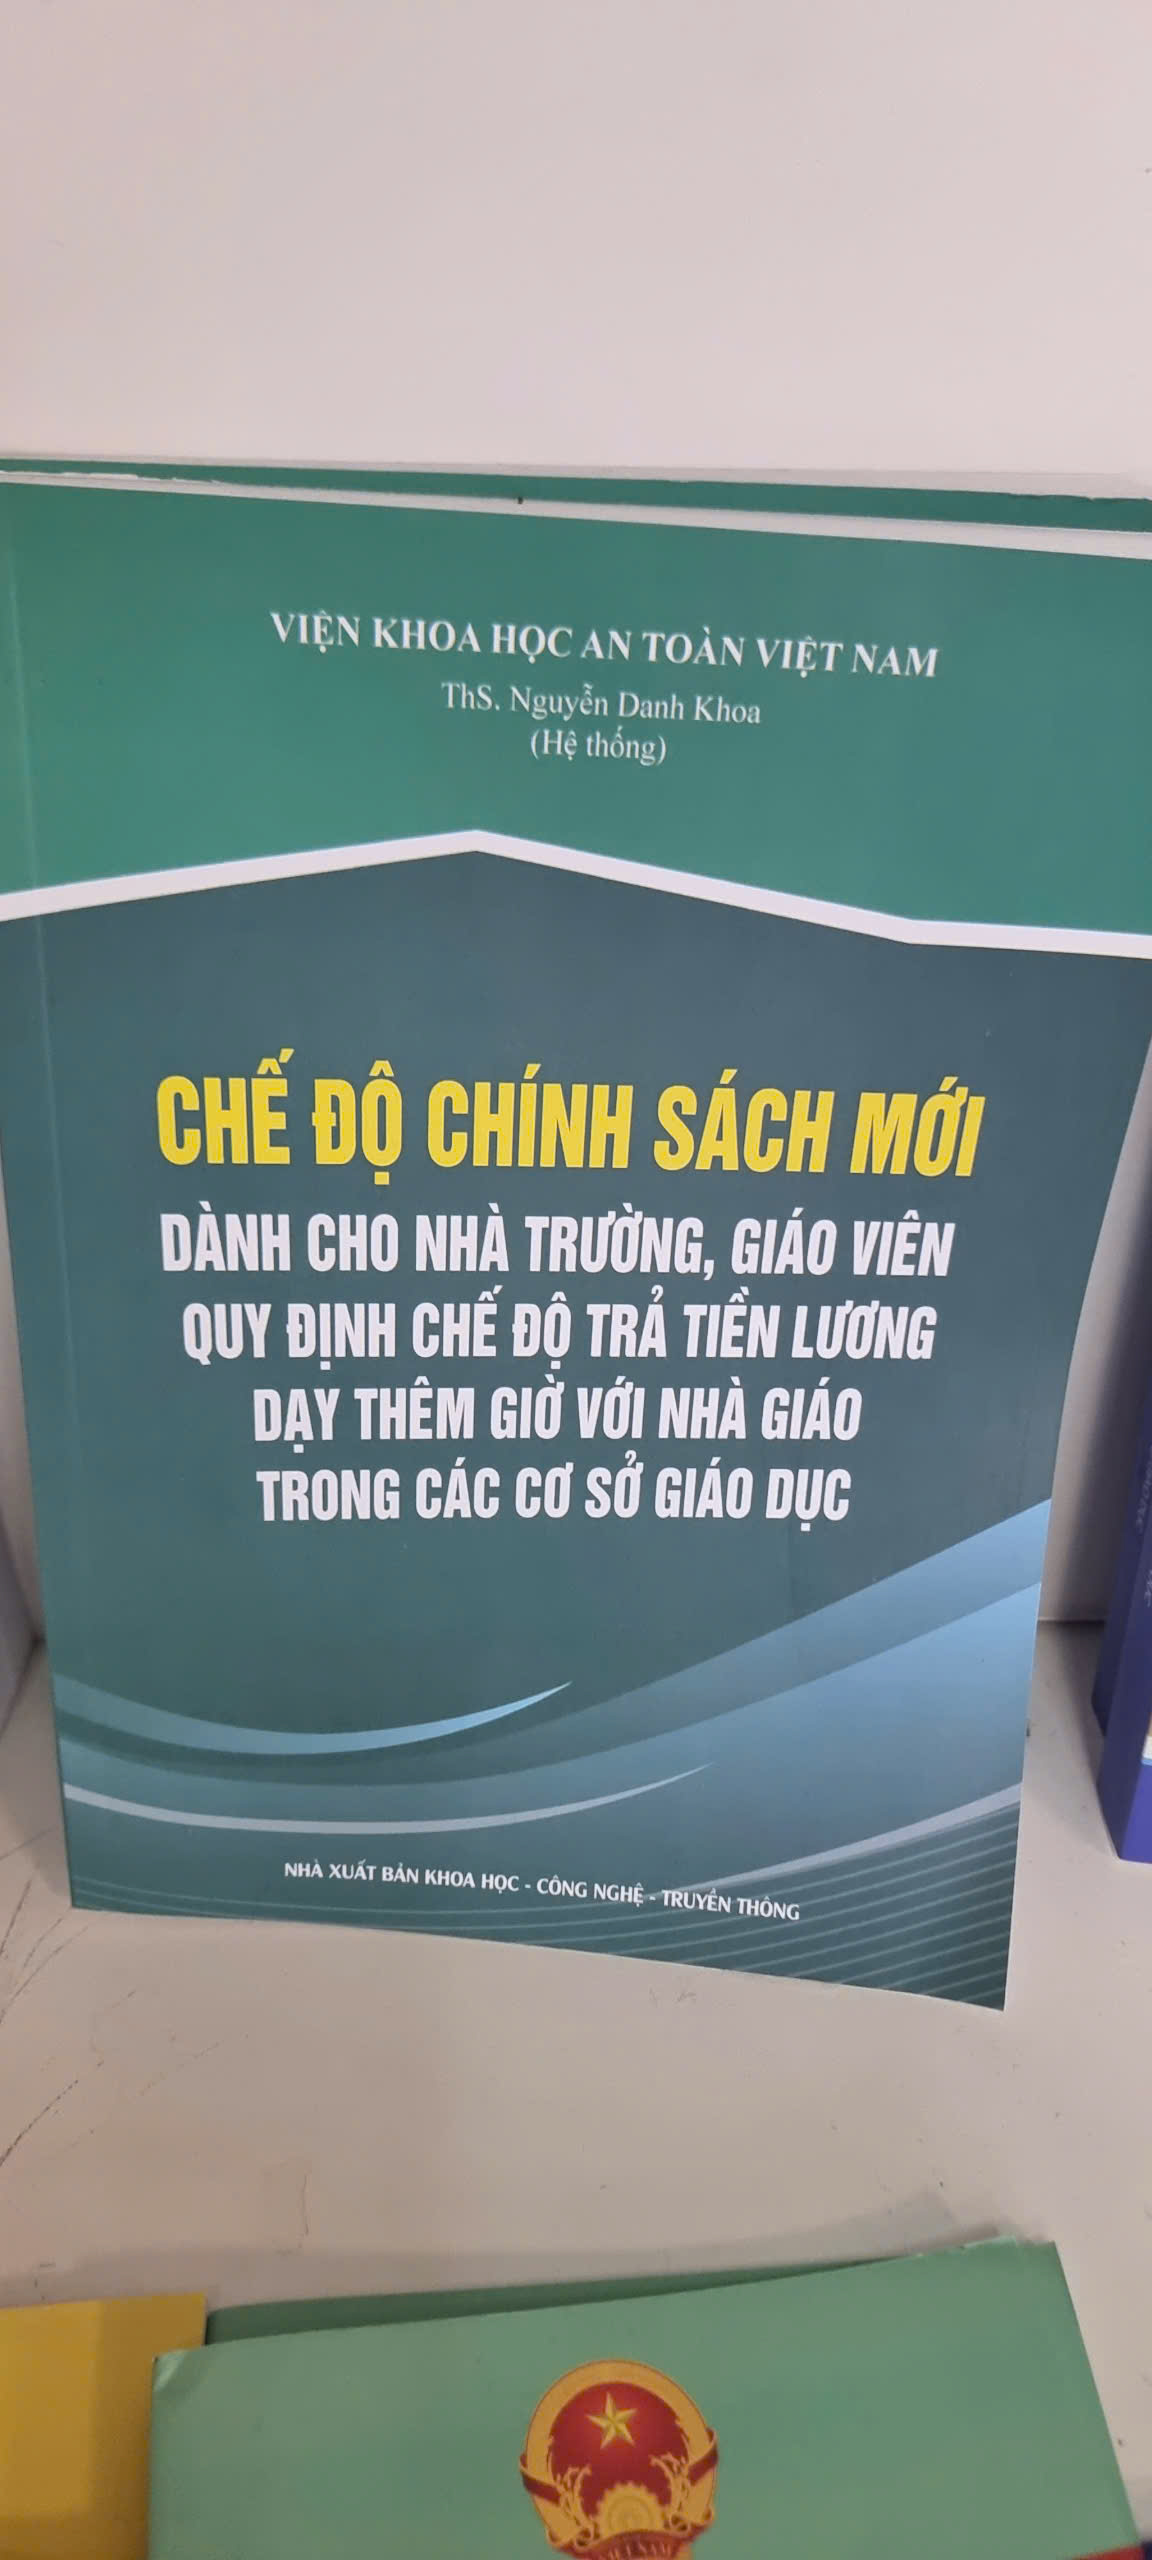 VIỆN KHOA HỌC AN TOÀN VIỆT NAM
ThS. Nguyễn Danh Khoa
(Hệ thống)
CHẾ ĐỘ CHÍNH SÁCH MỚI
DÀNH CHO NHÀ TRƯỜNG, GIÁO VIÊN
QUY ĐỊNH CHẾ ĐỘ TRẢ TIỀN LƯƠNG
DẠY THÊM GIỜ VỚI NHÀ GIÁO
TRONG CÁC CƠ SỞ GIÁO DỤC
NHÀ XUẤT BẢN KHOA HỌC - CÔNG NGHỆ - TRUYỀN THÔNG
VIỆT NAM